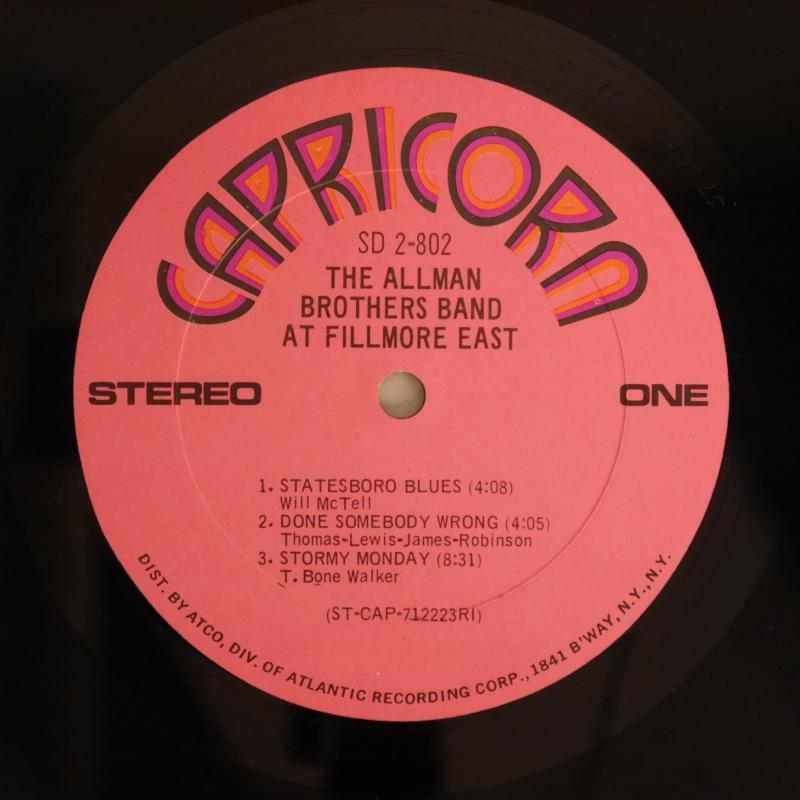 CAPRICORN
SD 2-802
THE ALLMAN
BROTHERS BAND
AT FILLMORE EAST
STEREO
ONE
1. STATESBORO BLUES (4:08)
Will McTell
2. DONE SOMEBODY WRONG (4:05)
Thomas-Lewis-James-Robinson
3. STORMY MONDAY (8:31)
T. Bone Walker
(ST-CAP-712223RI)
DIST. BY ATCO, DIV. OF ATLANTIC RECORDING CORP., 1841 B'WAY, N.Y., N.Y.